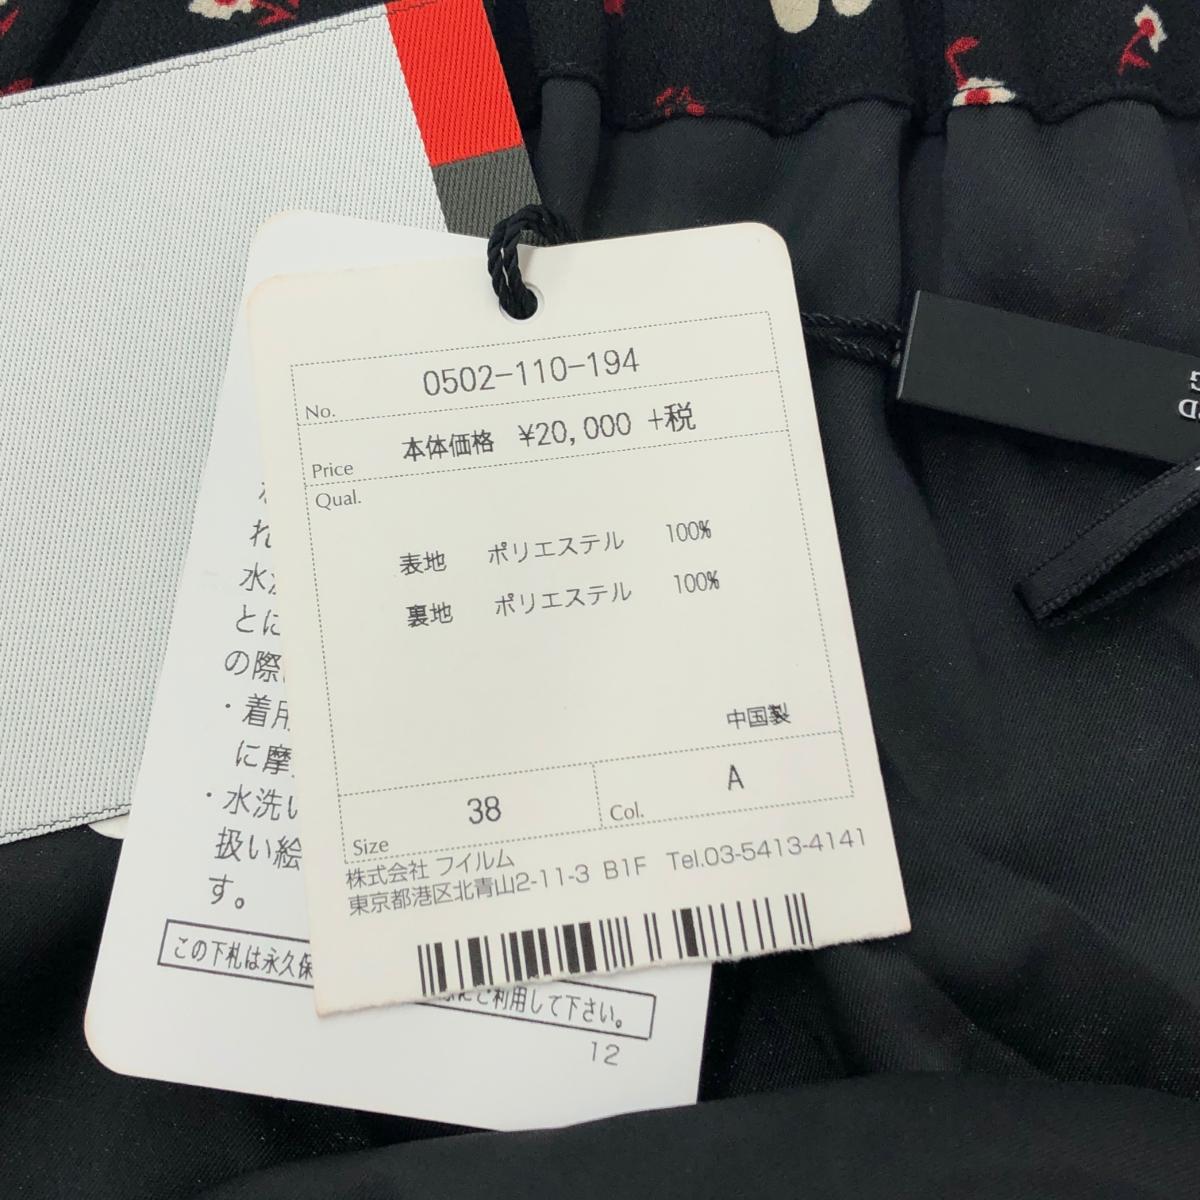 No. 0502-110-194
Price 本体価格 ¥20,000 +税
Qual.
表地 ポリエステル 100%
裏地 ポリエステル 100%
中国製
Size 38 Col. A
株式会社 フイルム
東京都港区北青山2-11-3 B1F Tel.03-5413-4141
れ
とに
の際
・着用
に摩
・水洗い
扱い絵
す。
この下札は永久保
にご利用して下さい。
12